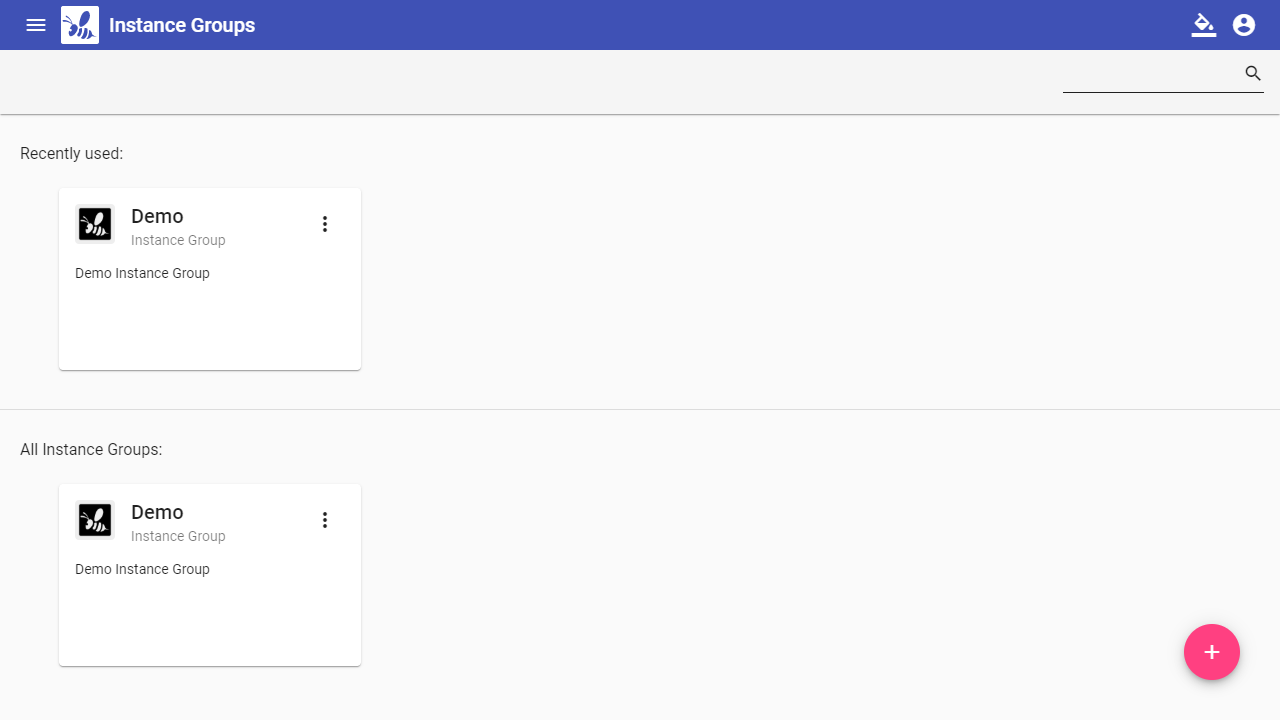 Instance Groups
Recently used:
Demo
Instance Group
Demo Instance Group
All Instance Groups:
Demo
Instance Group
Demo Instance Group